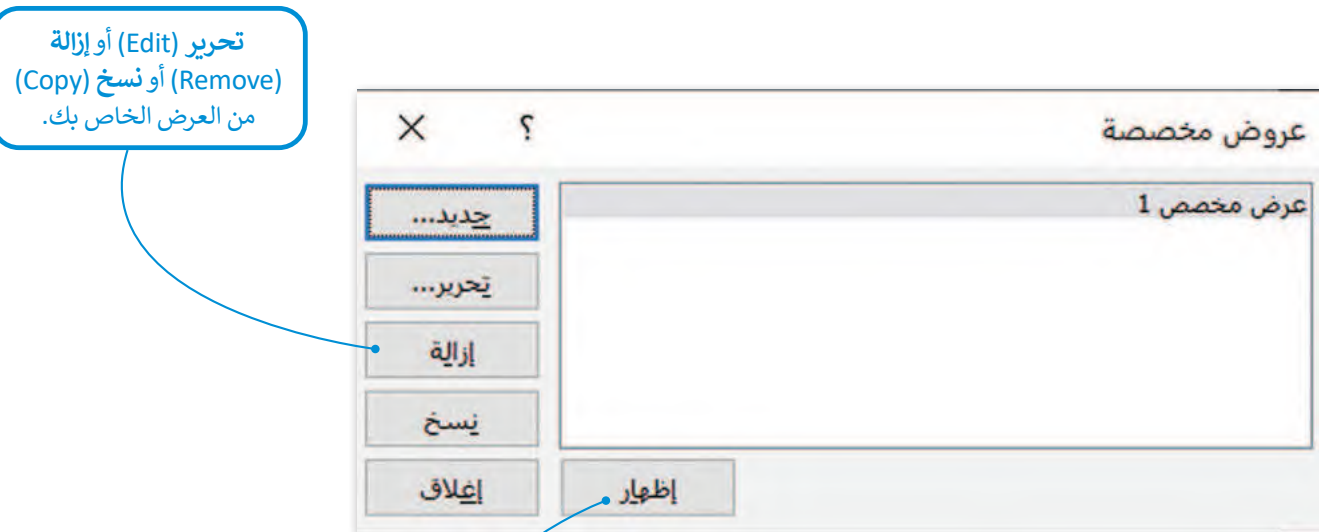 تحرير (Edit) أو إزالة
(Remove) أو نسخ (Copy)
من العرض الخاص بك.
عروض مخصصة
؟
عرض مخصص 1
جديد...
تحرير...
إزالة
نسخ
إظهار
إغلاق